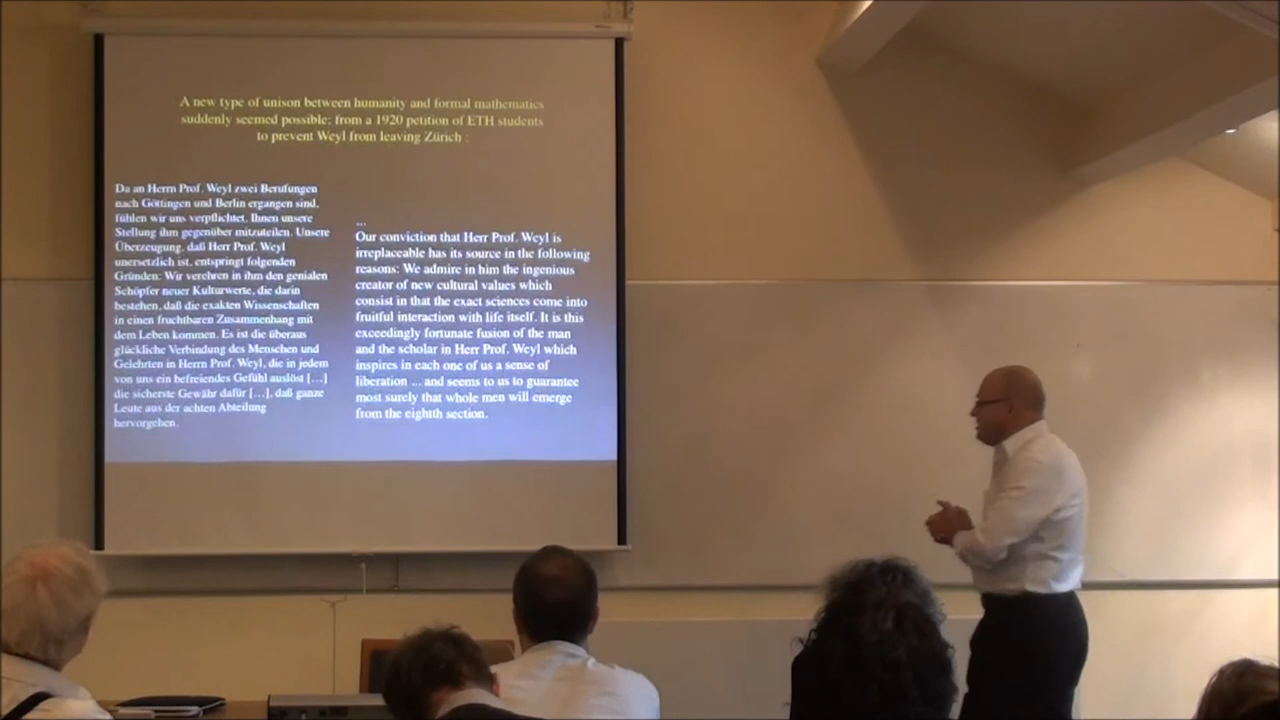 A new type of unison between humanity and formal mathematics
suddenly seemed possible; from a 1920 petition of ETH students
to prevent Weyl from leaving Zürich :
Da an Herrn Prof. Weyl zwei Berufungen
nach Göttingen und Berlin ergangen sind,
fühlen wir uns verpflichtet, Ihnen unsere
Stellung ihm gegenüber mitzuteilen. Unsere
Überzeugung, daß Herr Prof. Weyl
unersetzlich ist, entspringt folgenden
Gründen: Wir verehren in ihm den genialen
Schöpfer neuer Kulturwerte, die darin
bestehen, daß die exakten Wissenschaften
in einen fruchtbaren Zusammenhang mit
dem Leben kommen. Es ist die überaus
glückliche Verbindung des Menschen und
Gelehrten in Herrn Prof. Weyl, die in jedem
von uns ein befreiendes Gefühl auslöst [...]
die sicherste Gewähr dafür [...], daß ganze
Leute aus der achten Abteilung
hervorgehen.
...
Our conviction that Herr Prof. Weyl is
irreplaceable has its source in the following
reasons: We admire in him the ingenious
creator of new cultural values which
consist in that the exact sciences come into
fruitful interaction with life itself. It is this
exceedingly fortunate fusion of the man
and the scholar in Herr Prof. Weyl which
inspires in each one of us a sense of
liberation ... and seems to us to guarantee
most surely that whole men will emerge
from the eighth section.